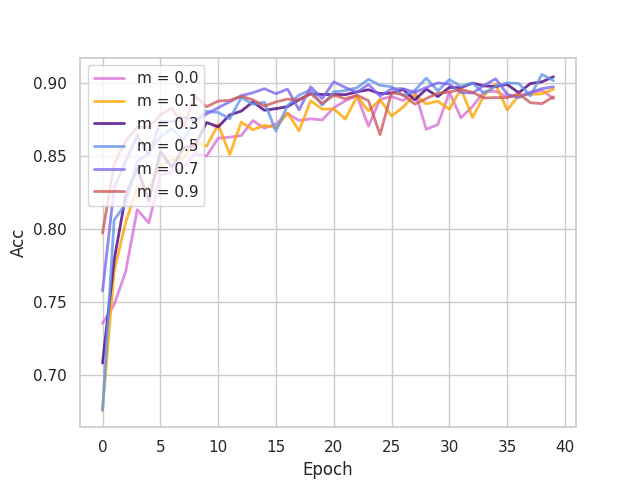 m = 0.0
m = 0.1
m = 0.3
m = 0.5
m = 0.7
m = 0.9
0.90
0.85
0.80
0.75
0.70
Acc
0 5 10 15 20 25 30 35 40
Epoch